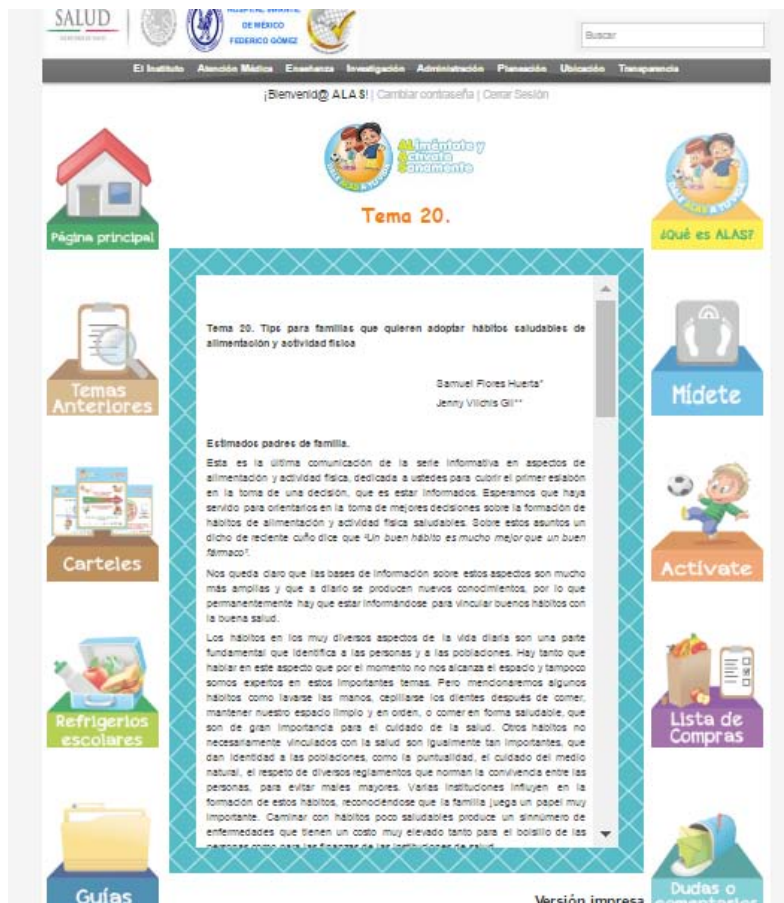 SALUD
HOSPITAL INFANTIL
DE MÉXICO
FEDERICO GÓMEZ
Buscar
El Instituto Atención Médica Enseñanza Investigación Administración Planeación Ubicación Transparencia
¡Bienvenid@ ALAS! | Cambiar contraseña | Cerrar Sesión
ALiméntate y
Actívate
Sanamente
DALE ALAS A TU VIDA
Tema 20.
Página principal
¿Qué es ALAS?
Temas
Anteriores
Mídete
Carteles
Actívate
Refrigerios
escolares
Lista de
Compras
Guías
Dudas o
comentarios
Tema 20. Tips para familias que quieren adoptar hábitos saludables de
alimentación y actividad física
Samuel Flores Huerta*
Jenny Vilchis Gil**
Estimados padres de familia.
Esta es la última comunicación de la serie informativa en aspectos de
alimentación y actividad física, dedicada a ustedes para cubrir el primer eslabón
en la toma de una decisión, que es estar informados. Esperamos que haya
servido para orientarlos en la toma de mejores decisiones sobre la formación de
hábitos de alimentación y actividad física saludables. Sobre estos asuntos un
dicho de reciente cuño dice que "Un buen hábito es mucho mejor que un buen
fármaco".
Nos queda claro que las bases de información sobre estos aspectos son mucho
más amplias y que a diario se producen nuevos conocimientos, por lo que
permanentemente hay que estar informándose para vincular buenos hábitos con
la buena salud.
Los hábitos en los muy diversos aspectos de la vida diaria son una parte
fundamental que identifica a las personas y a las poblaciones. Hay tanto que
hablar en este aspecto que por el momento no nos alcanza el espacio y tampoco
somos expertos en estos importantes temas. Pero mencionaremos algunos
hábitos como lavarse las manos, cepillarse los dientes después de comer,
mantener nuestro espacio limpio y en orden, o comer en forma saludable, que
son de gran importancia para el cuidado de la salud. Otros hábitos no
necesariamente vinculados con la salud son igualmente tan importantes, que
dan identidad a las poblaciones, como la puntualidad, el cuidado del medio
natural, el respeto de diversos reglamentos que norman la convivencia entre las
personas, para evitar males mayores. Varias instituciones influyen en la
formación de estos hábitos, reconociéndose que la familia juega un papel muy
importante. Caminar con hábitos poco saludables produce un sinnúmero de
enfermedades que tienen un costo muy elevado tanto para el bolsillo de las
personas como para las finanzas de las instituciones de salud.
Versión impresa